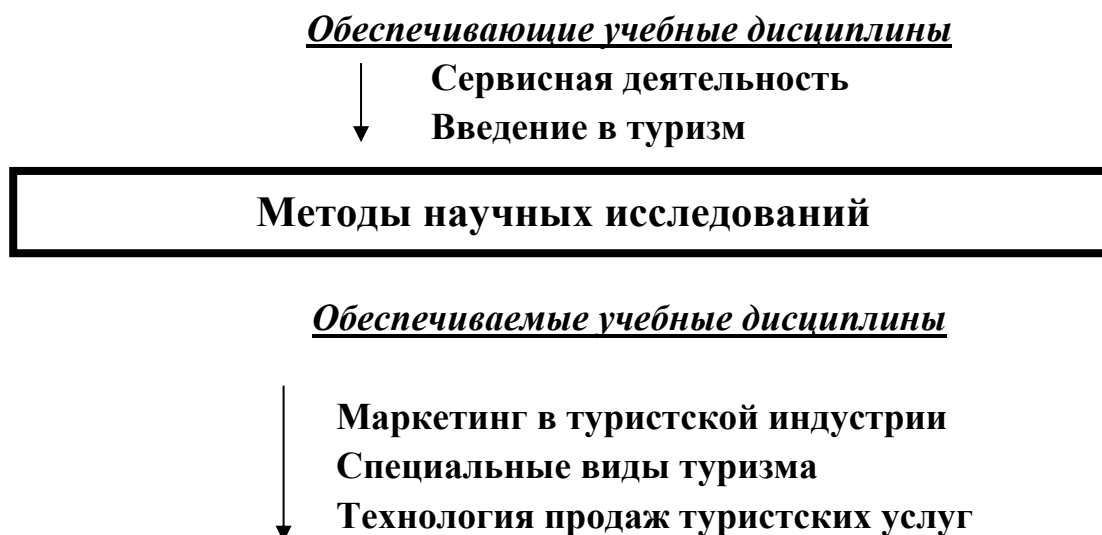 Обеспечивающие учебные дисциплины
Сервисная деятельность
Введение в туризм
Методы научных исследований
Обеспечиваемые учебные дисциплины
Маркетинг в туристской индустрии
Специальные виды туризма
Технология продаж туристских услуг